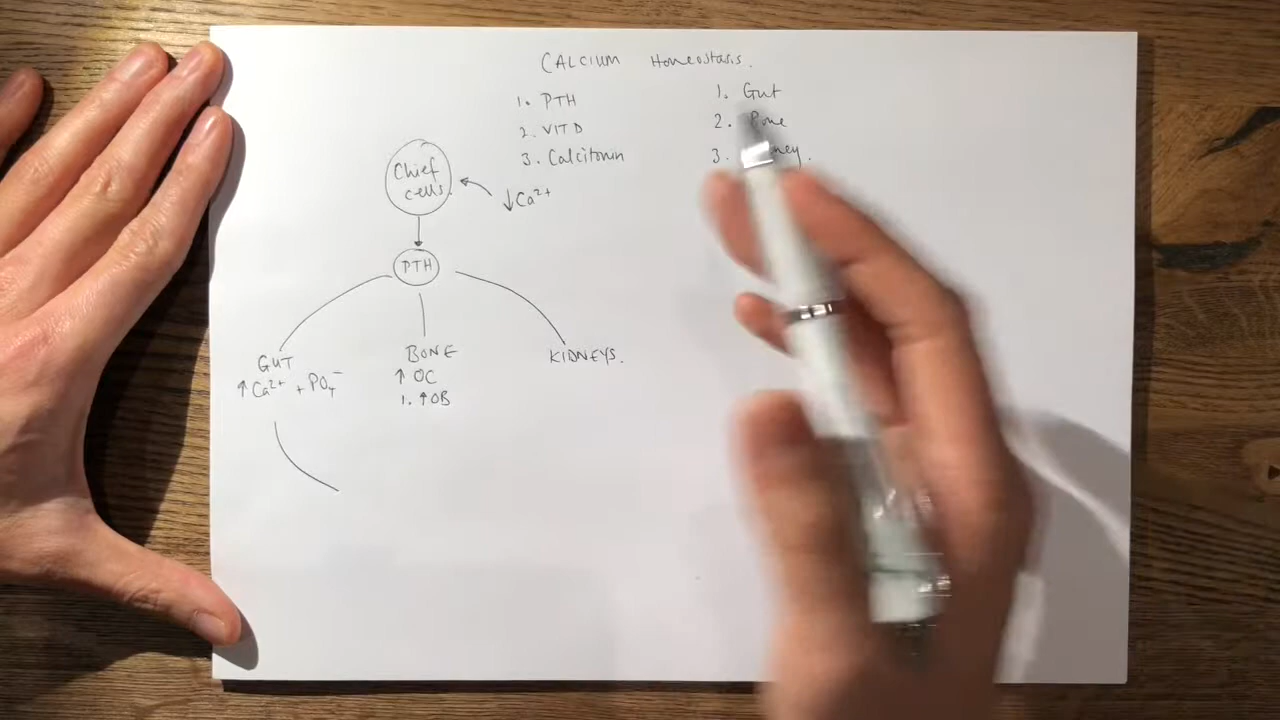 CALCIUM Homeostasis.
1. PTH
2. VIT D
3. Calcitonin
1. Gut
2. Bone
3.
Chief
cells
↓Ca²⁺
PTH
GUT
↑Ca²⁺ + PO₄⁻
BONE
↑ OC
1. ↑OB
KIDNEYS.